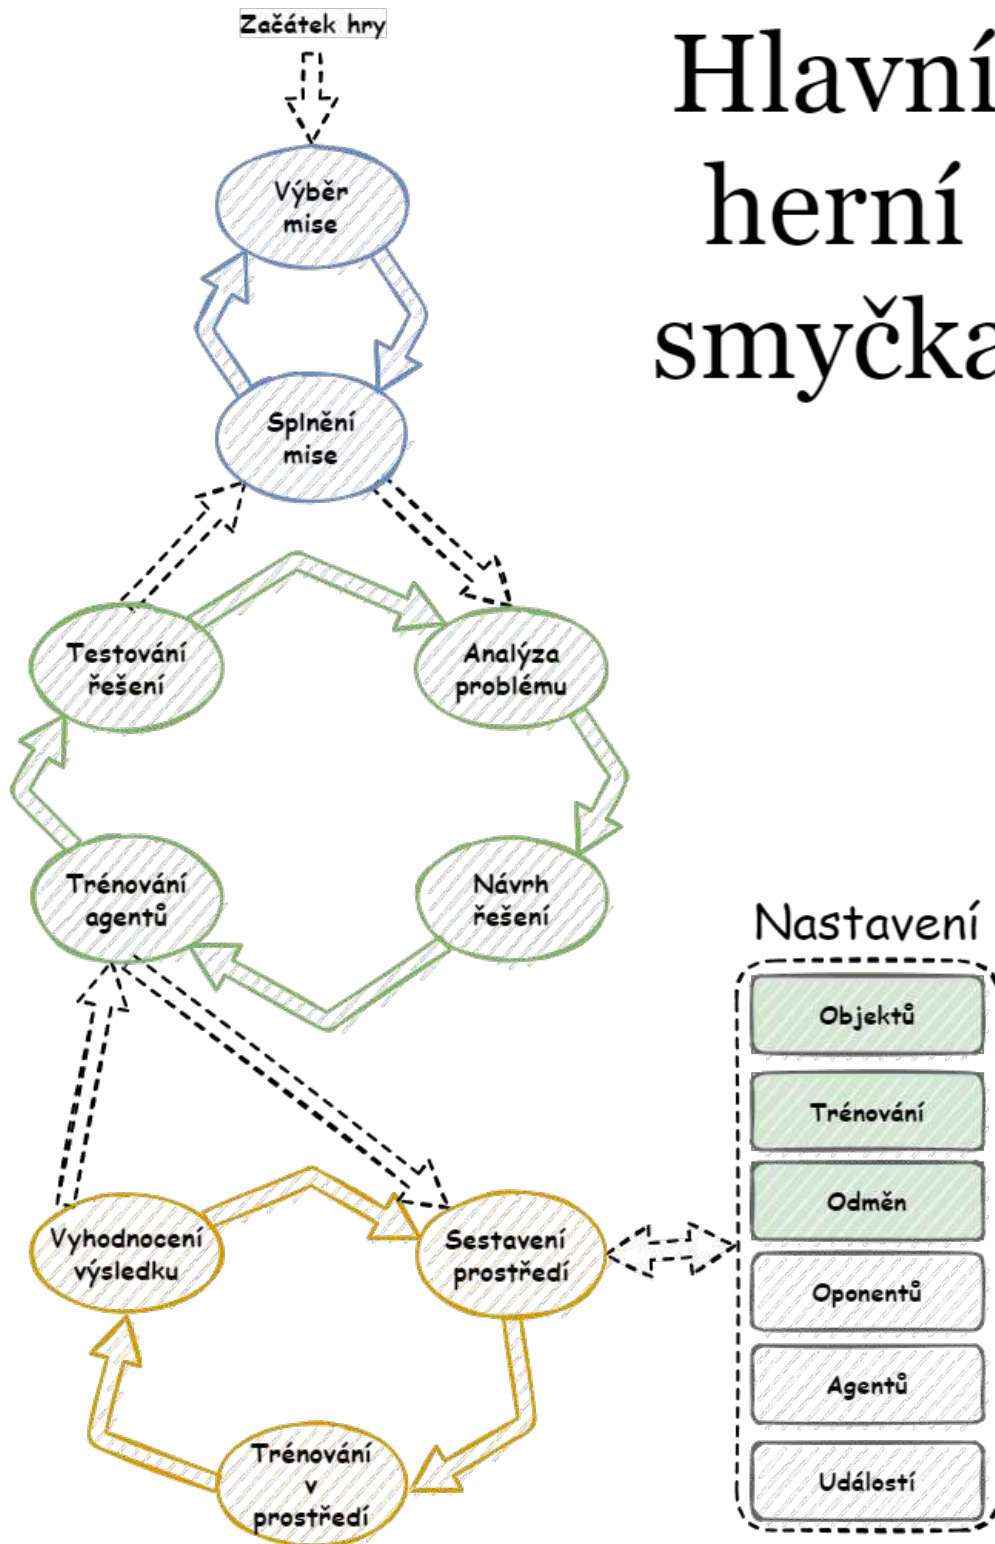 Začátek hry
Hlavní
herní
smyčka
Výběr
mise
Splnění
mise
Testování
řešení
Analýza
problému
Trénování
agentů
Návrh
řešení
Nastavení
Objektů
Trénování
Odměn
Oponentů
Agentů
Událostí
Vyhodnocení
výsledku
Sestavení
prostředí
Trénování
v
prostředí